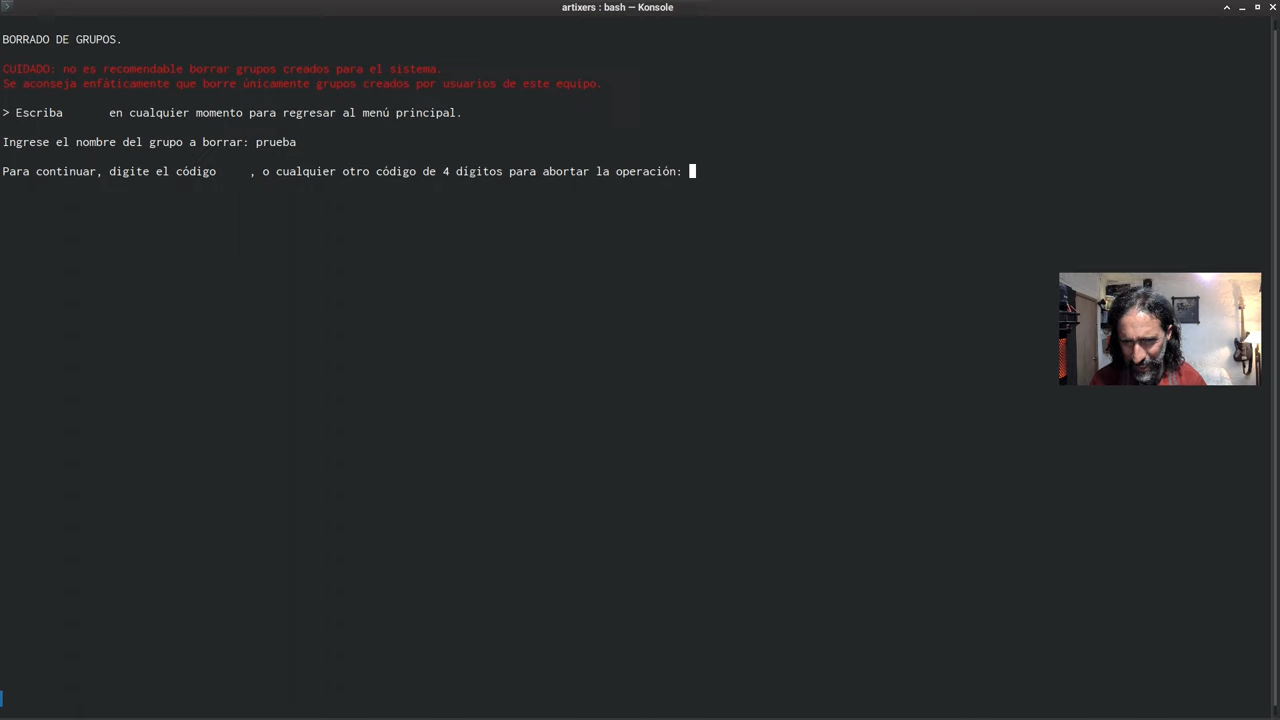 artixers : bash — Konsole
BORRADO DE GRUPOS.
CUIDADO: no es recomendable borrar grupos creados para el sistema.
Se aconseja enfáticamente que borre únicamente grupos creados por usuarios de este equipo.
> Escriba en cualquier momento para regresar al menú principal.
Ingrese el nombre del grupo a borrar: prueba
Para continuar, digite el código , o cualquier otro código de 4 dígitos para abortar la operación: